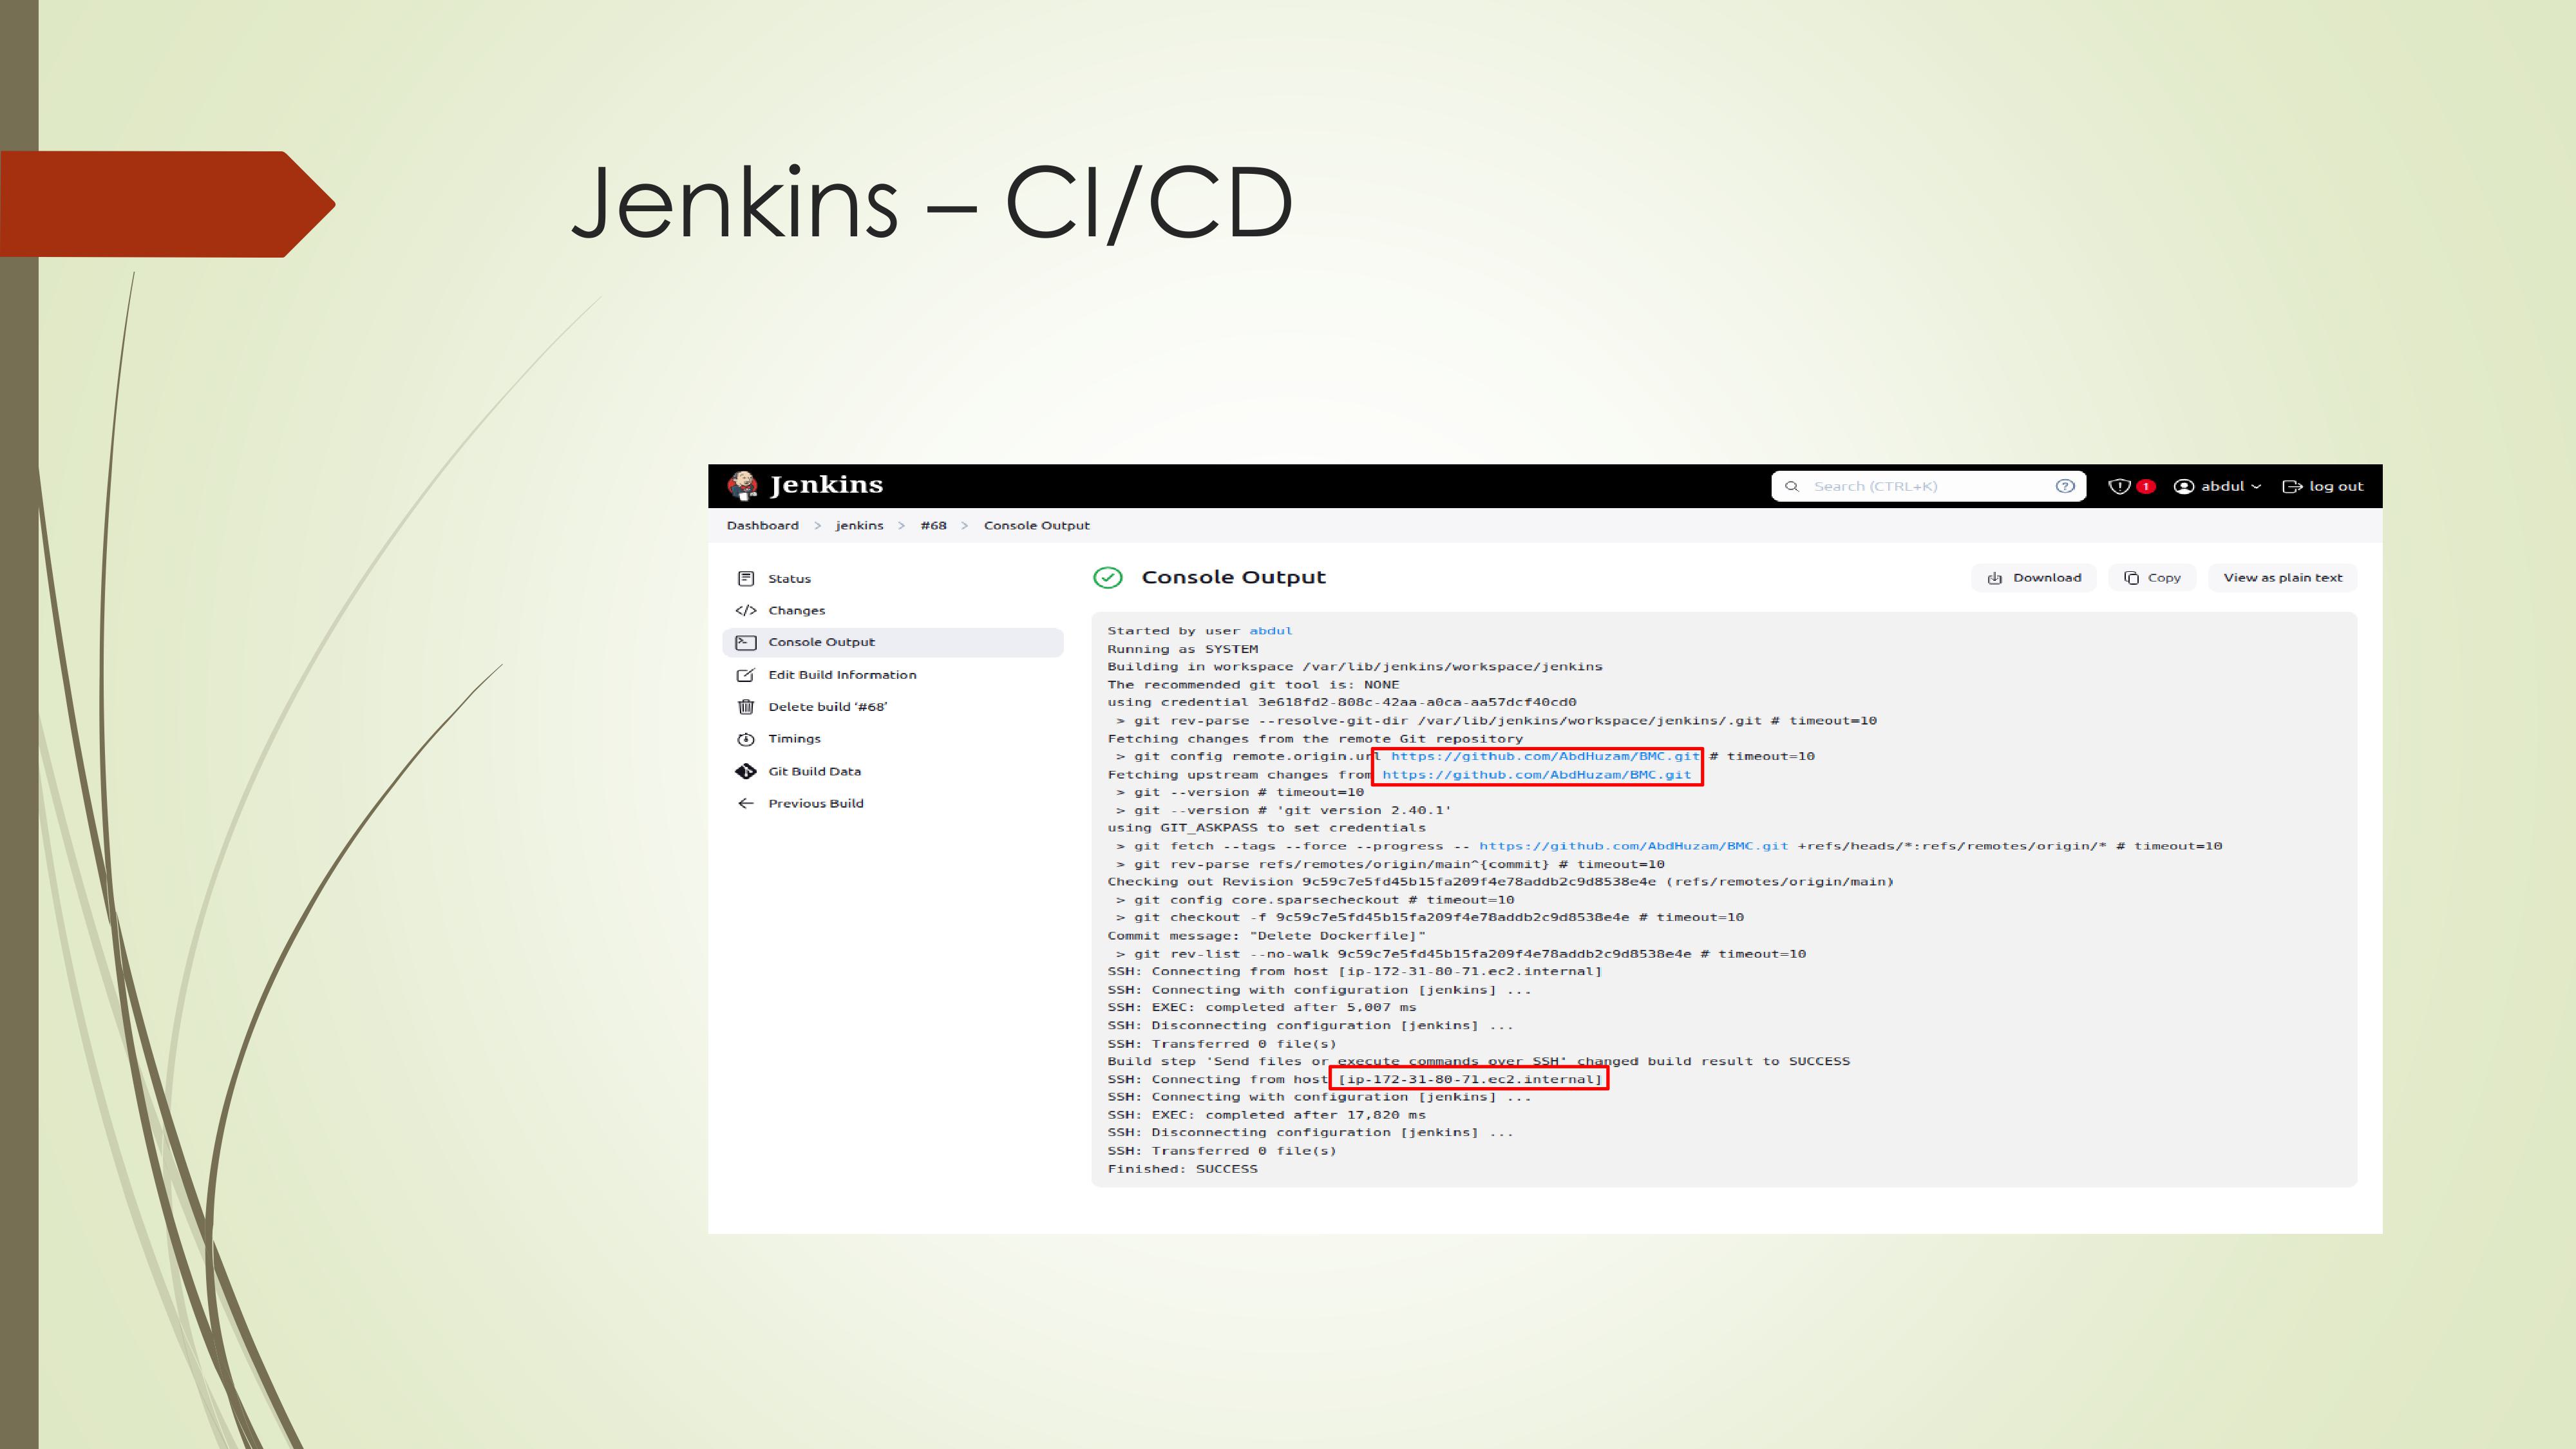 Jenkins – CI/CD
Jenkins
Search (CTRL+K)
1
abdul
log out
Dashboard > jenkins > #68 > Console Output
Status
Changes
Console Output
Edit Build Information
Delete build ‘#68’
Timings
Git Build Data
Previous Build
Console Output
Download
Copy
View as plain text
Started by user abdul
Running as SYSTEM
Building in workspace /var/lib/jenkins/workspace/jenkins
The recommended git tool is: NONE
using credential 3e618fd2-808c-42aa-a0ca-aa57dcf40cd0
 > git rev-parse --resolve-git-dir /var/lib/jenkins/workspace/jenkins/.git # timeout=10
Fetching changes from the remote Git repository
 > git config remote.origin.url https://github.com/AbdHuzam/BMC.git # timeout=10
Fetching upstream changes from https://github.com/AbdHuzam/BMC.git
 > git --version # timeout=10
 > git --version # 'git version 2.40.1'
using GIT_ASKPASS to set credentials
 > git fetch --tags --force --progress -- https://github.com/AbdHuzam/BMC.git +refs/heads/*:refs/remotes/origin/* # timeout=10
 > git rev-parse refs/remotes/origin/main^{commit} # timeout=10
Checking out Revision 9c59c7e5fd45b15fa209f4e78addb2c9d8538e4e (refs/remotes/origin/main)
 > git config core.sparsecheckout # timeout=10
 > git checkout -f 9c59c7e5fd45b15fa209f4e78addb2c9d8538e4e # timeout=10
Commit message: "Delete Dockerfile]"
 > git rev-list --no-walk 9c59c7e5fd45b15fa209f4e78addb2c9d8538e4e # timeout=10
SSH: Connecting from host [ip-172-31-80-71.ec2.internal]
SSH: Connecting with configuration [jenkins] ...
SSH: EXEC: completed after 5,007 ms
SSH: Disconnecting configuration [jenkins] ...
SSH: Transferred 0 file(s)
Build step 'Send files or execute commands over SSH' changed build result to SUCCESS
SSH: Connecting from host [ip-172-31-80-71.ec2.internal]
SSH: Connecting with configuration [jenkins] ...
SSH: EXEC: completed after 17,820 ms
SSH: Disconnecting configuration [jenkins] ...
SSH: Transferred 0 file(s)
Finished: SUCCESS